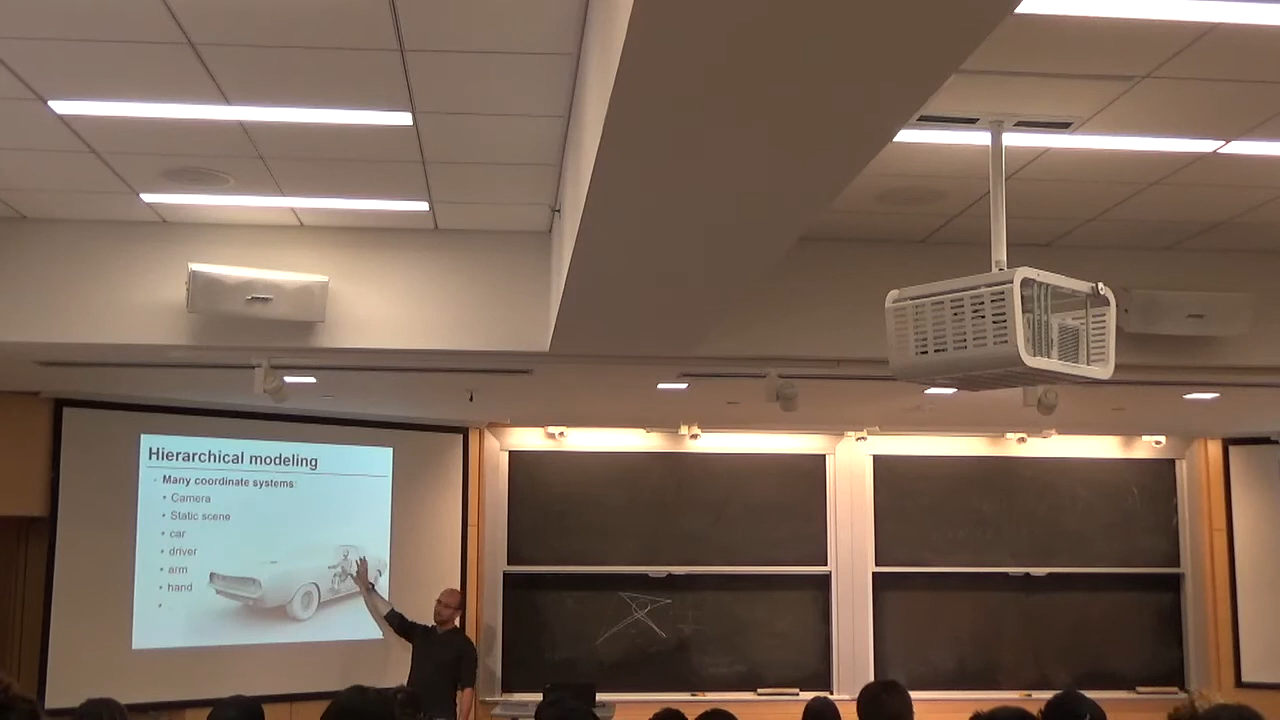 Hierarchical modeling
Many coordinate systems:
Camera
Static scene
car
driver
arm
hand